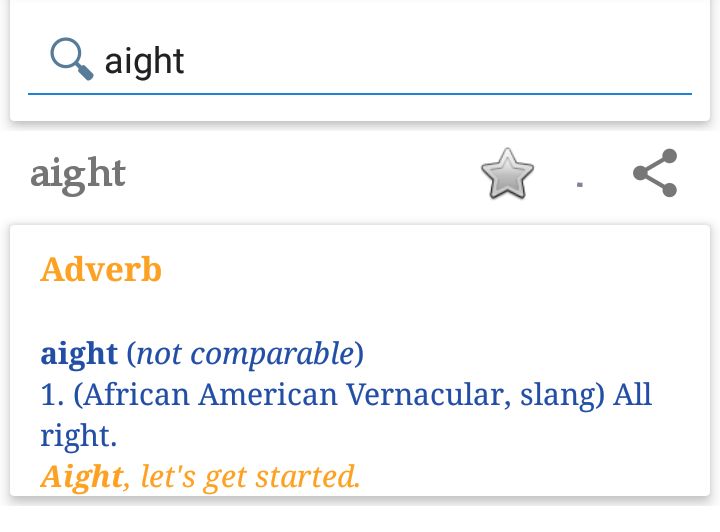 aight
aight
.
Adverb
aight (not comparable)
1. (African American Vernacular, slang) All
right.
Aight, let's get started.